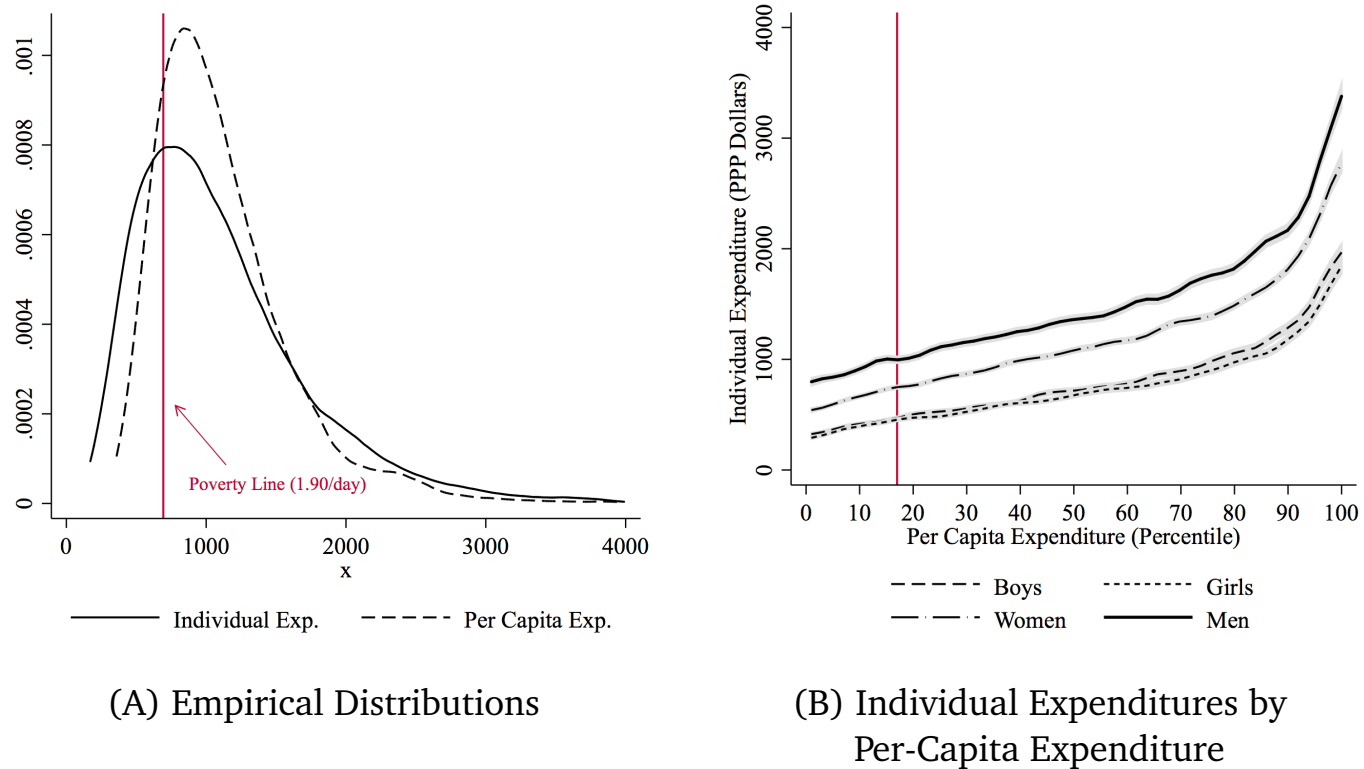 .001
.0008
.0006
.0004
.0002
0
Poverty Line (1.90/day)
0 1000 2000 3000 4000
x
Individual Exp. Per Capita Exp.
(A) Empirical Distributions
Individual Expenditure (PPP Dollars)
4000
3000
2000
1000
0
0 10 20 30 40 50 60 70 80 90 100
Per Capita Expenditure (Percentile)
Boys Girls
Women Men
(B) Individual Expenditures by
Per-Capita Expenditure